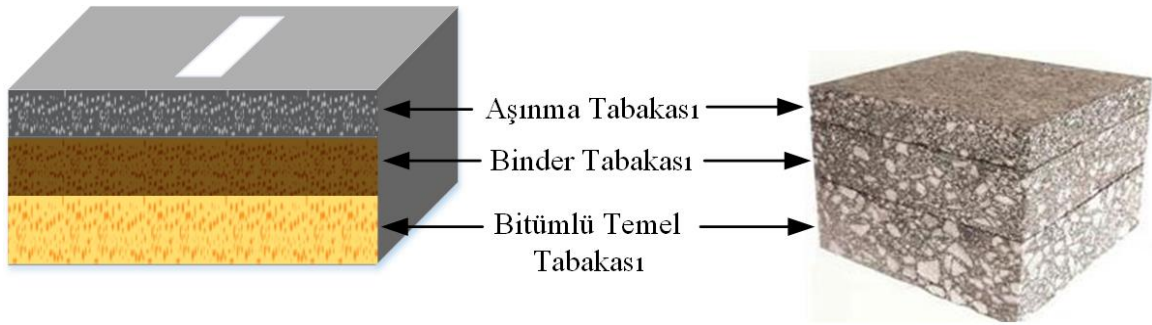 Aşınma Tabakası
Binder Tabakası
Bitümlü Temel
Tabakası